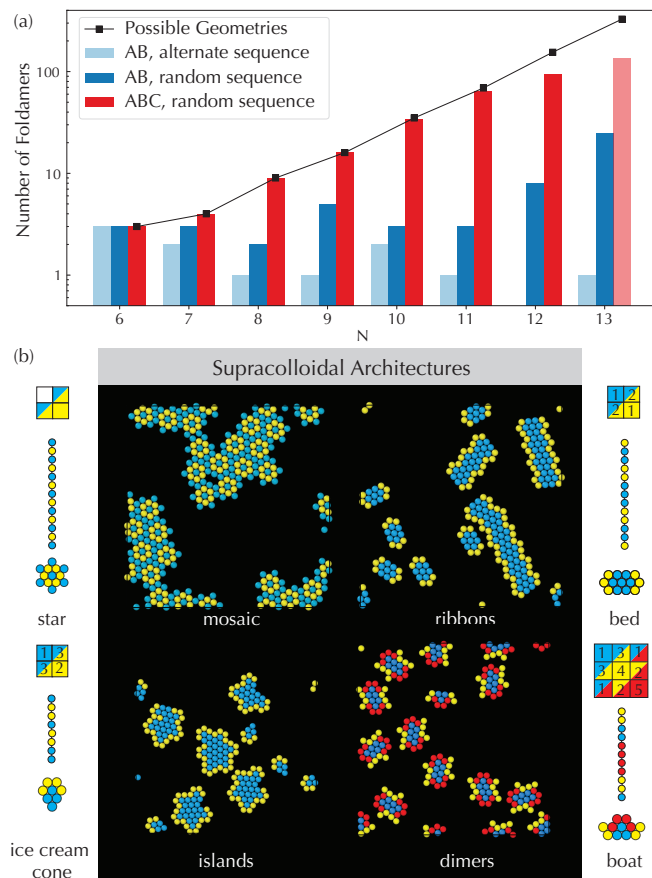 (a)
Possible Geometries
AB, alternate sequence
AB, random sequence
ABC, random sequence
Number of Foldamers
100
10
1
6 7 8 9 10 11 12 13
N
(b)
Supracolloidal Architectures
1 2
2 1
star
mosaic
ribbons
bed
1 3
3 2
1 3 1
3 4 2
1 2 5
ice cream
cone
islands
dimers
boat